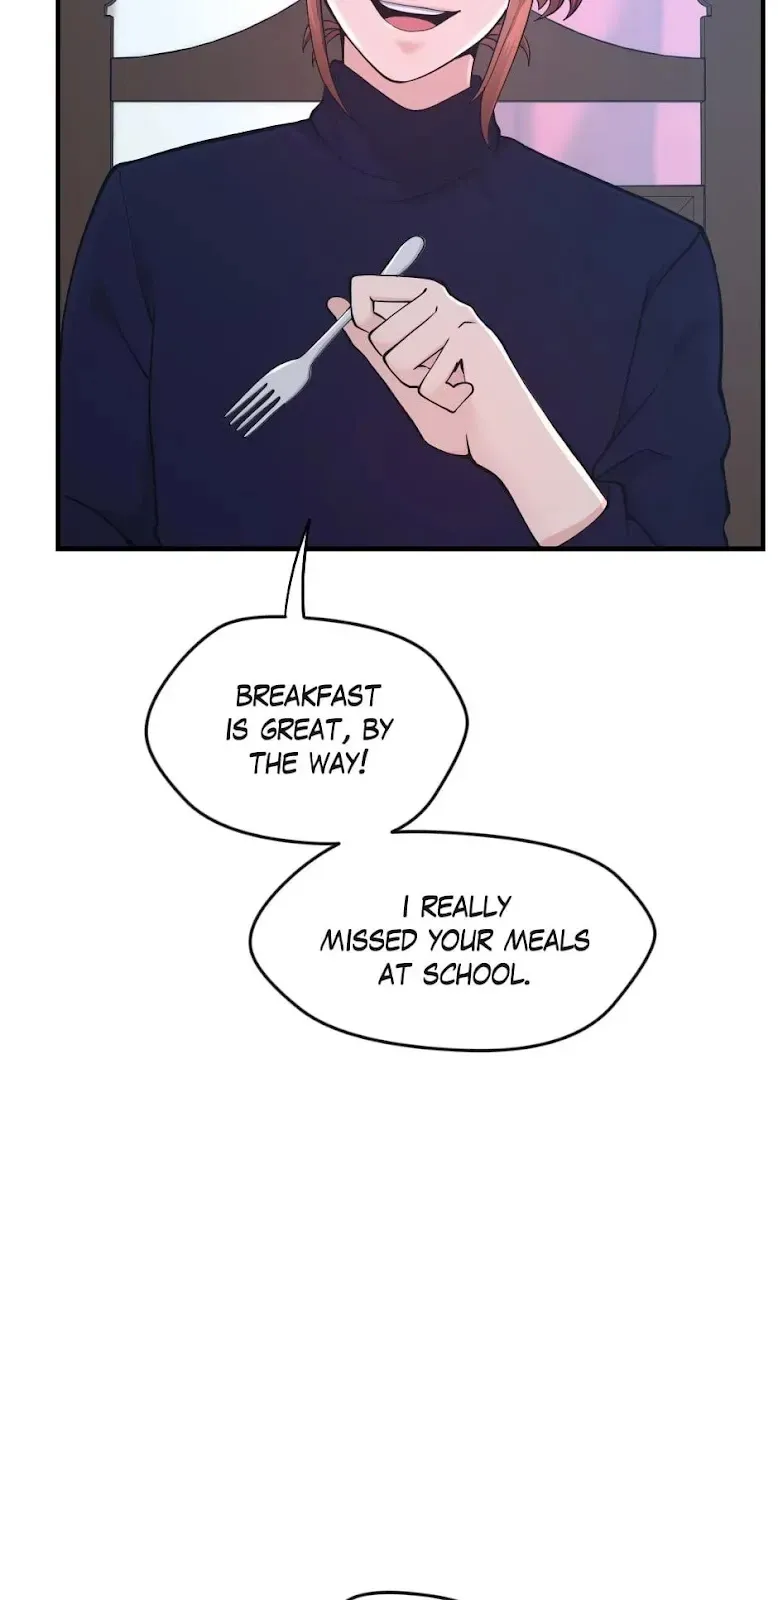 BREAKFAST
IS GREAT, BY
THE WAY!
I REALLY
MISSED YOUR MEALS
AT SCHOOL.